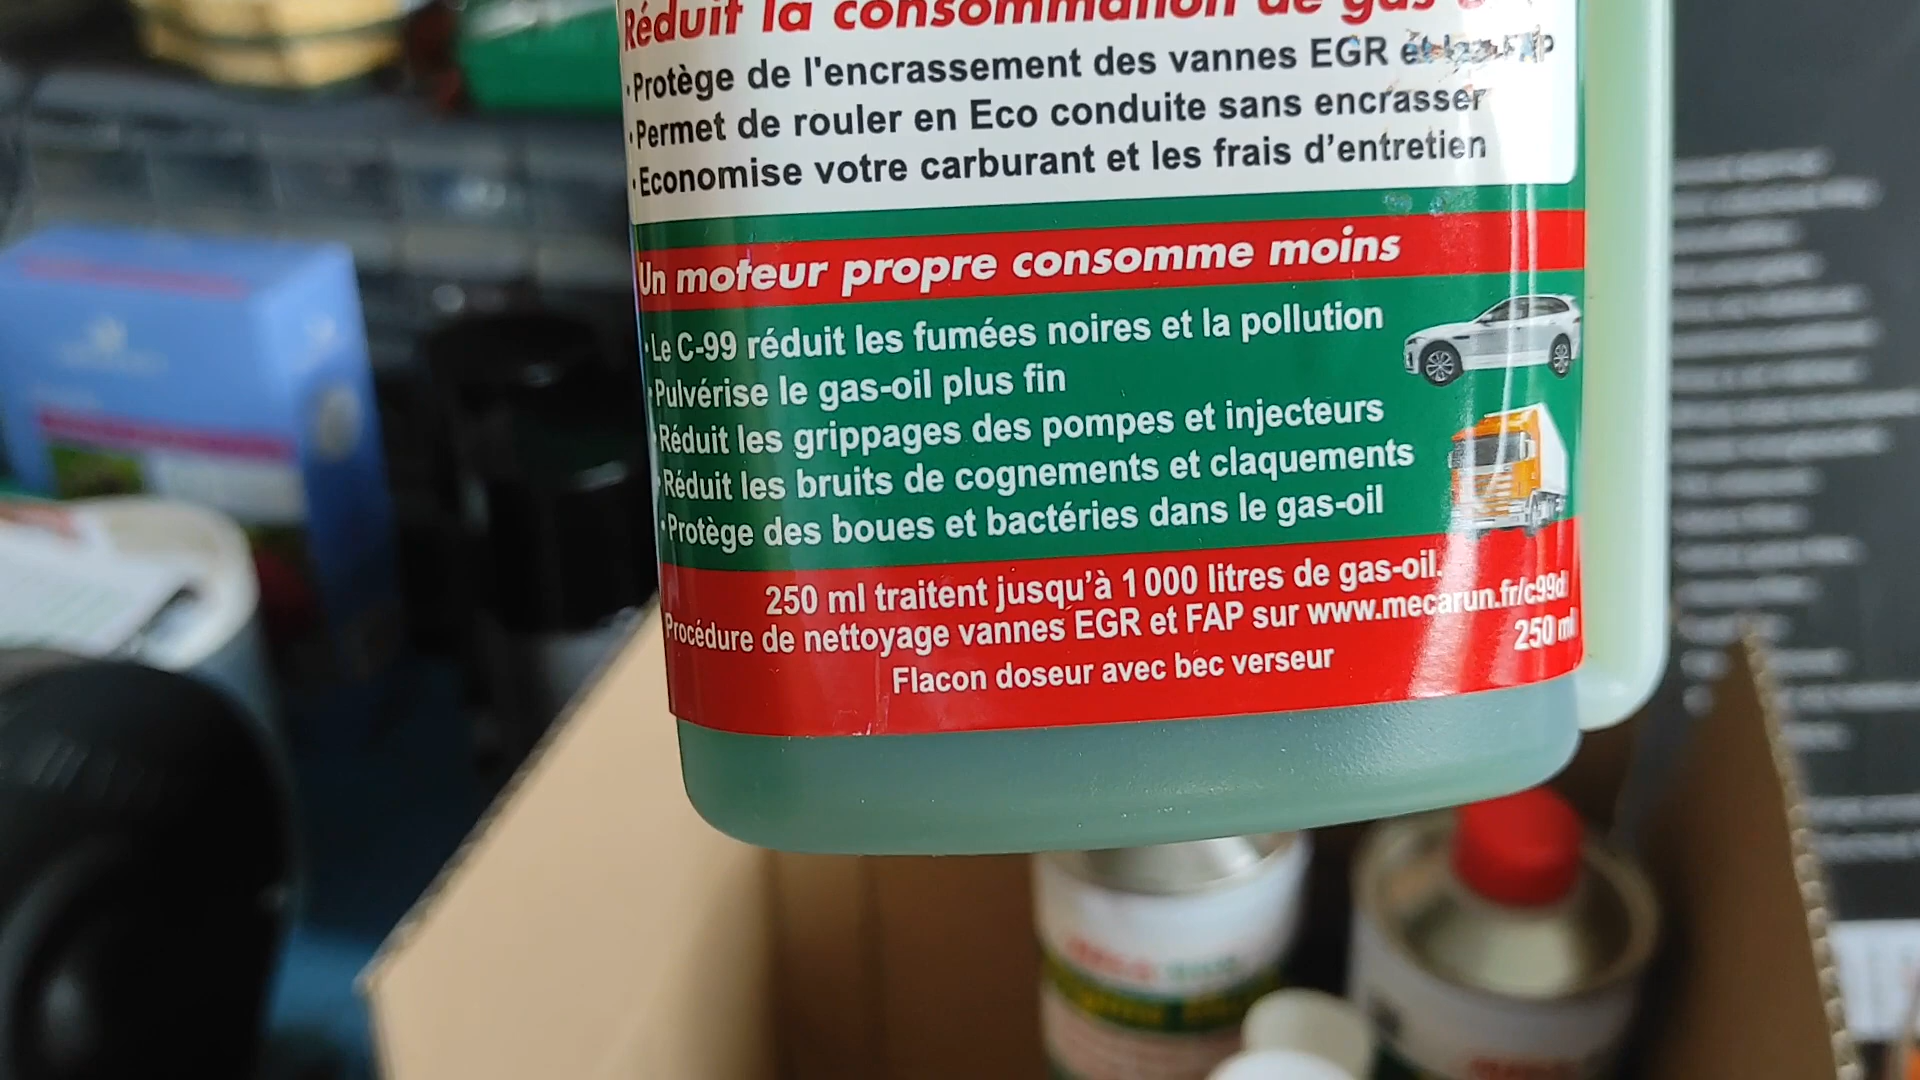 Réduit la consommation de gas
·Protège de l'encrassement des vannes EGR et les FAP
·Permet de rouler en Eco conduite sans encrasser
·Economise votre carburant et les frais d'entretien
Un moteur propre consomme moins
·Le C-99 réduit les fumées noires et la pollution
·Pulvérise le gas-oil plus fin
·Réduit les grippages des pompes et injecteurs
·Réduit les bruits de cognements et claquements
·Protège des boues et bactéries dans le gas-oil
250 ml traitent jusqu'à 1 000 litres de gas-oil.
Procédure de nettoyage vannes EGR et FAP sur www.mecarun.fr/c99d
250 ml
Flacon doseur avec bec verseur